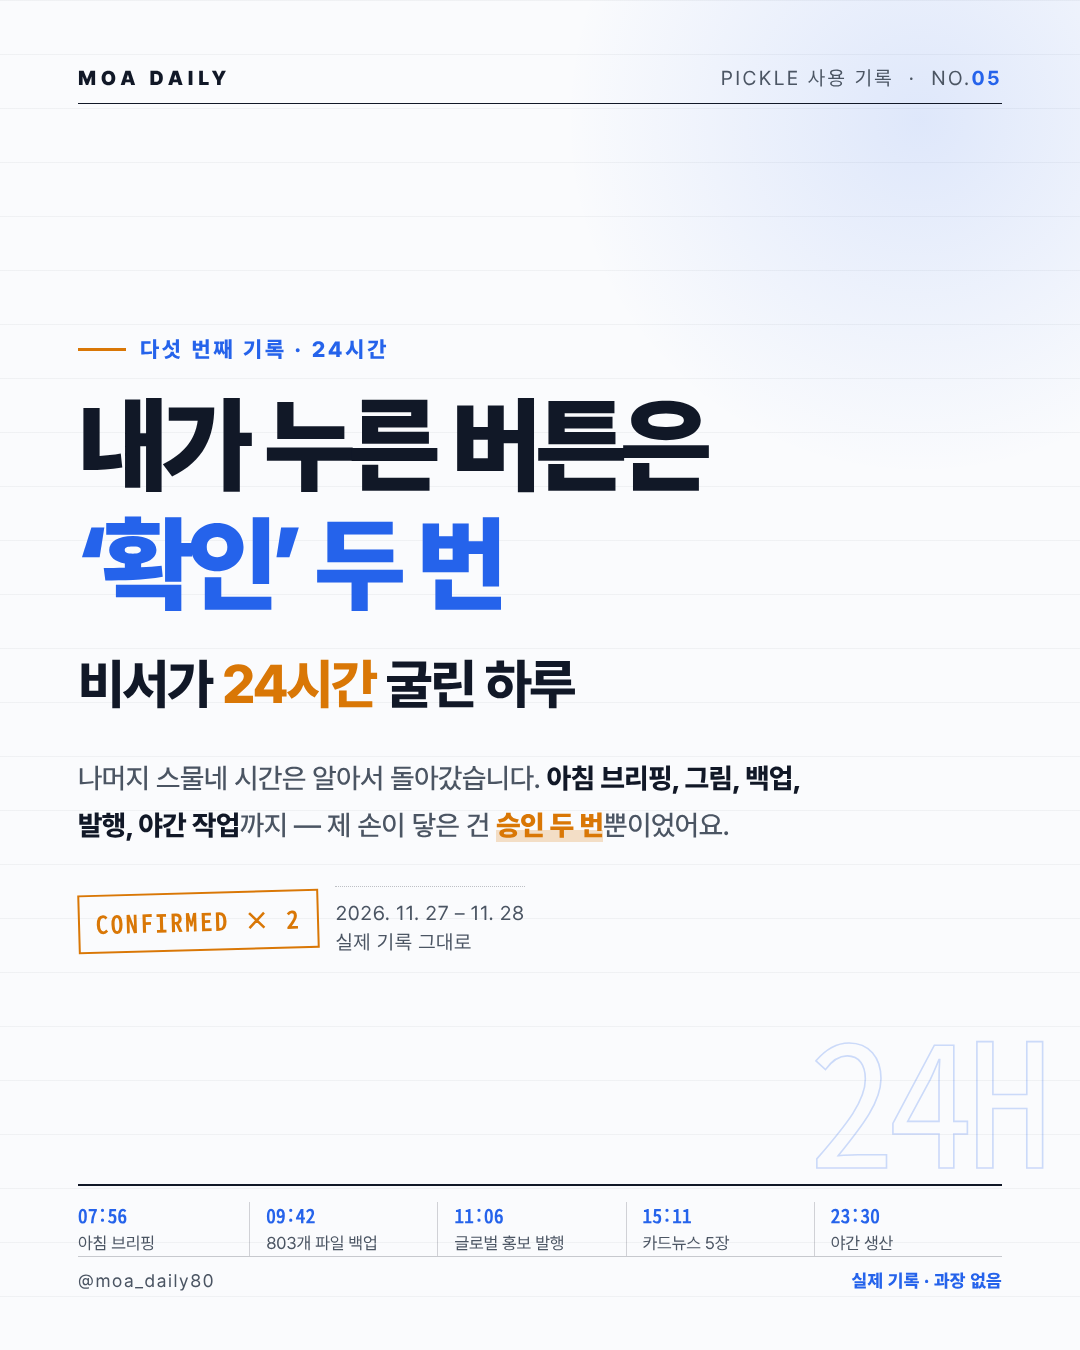 MOA DAILY
PICKLE 사용 기록 · NO.05
다섯 번째 기록 · 24시간
내가 누른 버튼은
‘확인’ 두 번
비서가 24시간 굴린 하루
나머지 스물네 시간은 알아서 돌아갔습니다. 아침 브리핑, 그림, 백업,
발행, 야간 작업까지 — 제 손이 닿은 건 승인 두 번뿐이었어요.
CONFIRMED × 2
2026. 11. 27 – 11. 28
실제 기록 그대로
24H
07:56
아침 브리핑
09:42
803개 파일 백업
11:06
글로벌 홍보 발행
15:11
카드뉴스 5장
23:30
야간 생산
@moa_daily80
실제 기록 · 과장 없음